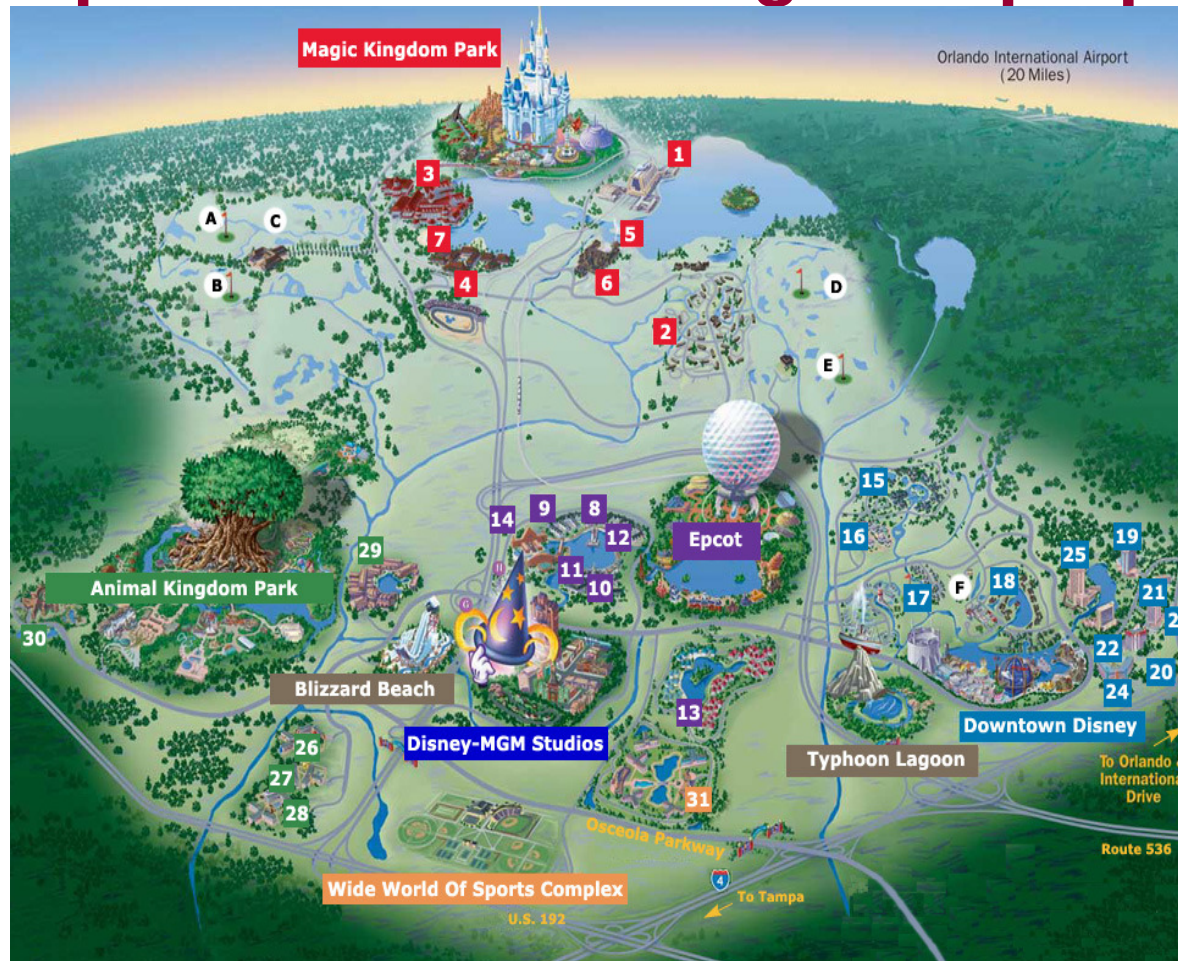 Magic Kingdom Park
Orlando International Airport
(20 Miles)
1
3
A
C
7
5
B
4
6
D
2
E
15
9
8
14
12
16
Epcot
19
25
29
11
H
10
Animal Kingdom Park
F
18
17
21
G
30
22
20
24
Blizzard Beach
13
Downtown Disney
Disney-MGM Studios
26
Typhoon Lagoon
27
To Orlando &
International
Drive
28
31
Osceola Parkway
Route 536
4
Wide World Of Sports Complex
To Tampa
U.S. 192